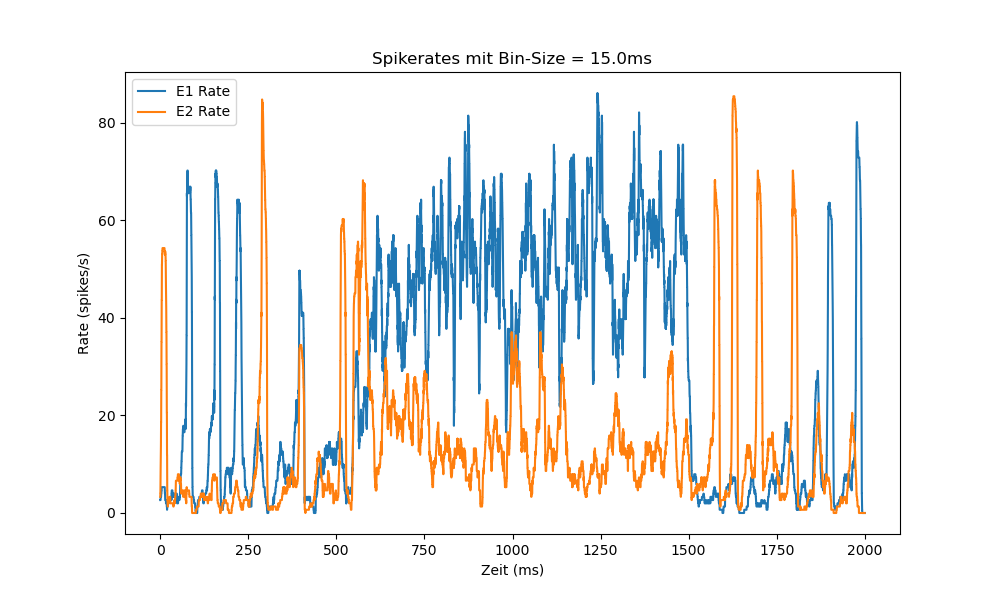 Spikerates mit Bin-Size = 15.0ms
E1 Rate
E2 Rate
Rate (spikes/s)
80
60
40
20
0
0 250 500 750 1000 1250 1500 1750 2000
Zeit (ms)